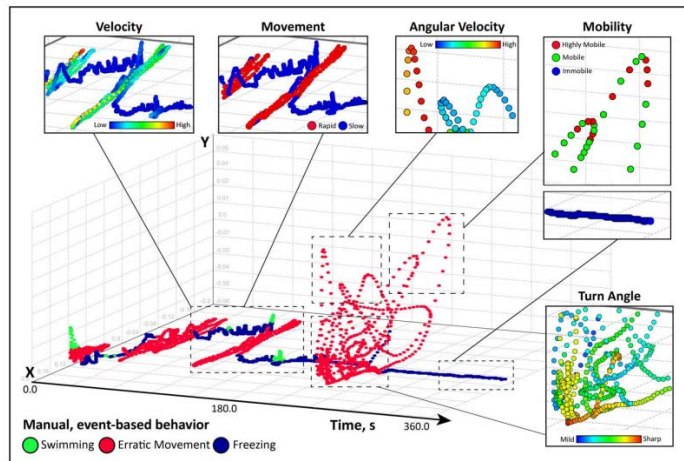 Velocity
Movement
Angular Velocity
Mobility
Low
High
Rapid
Slow
Low
High
Highly Mobile
Mobile
Immobile
Y
X
0.0
180.0
Time, s
360.0
Turn Angle
Mild
Sharp
Manual, event-based behavior
Swimming
Erratic Movement
Freezing